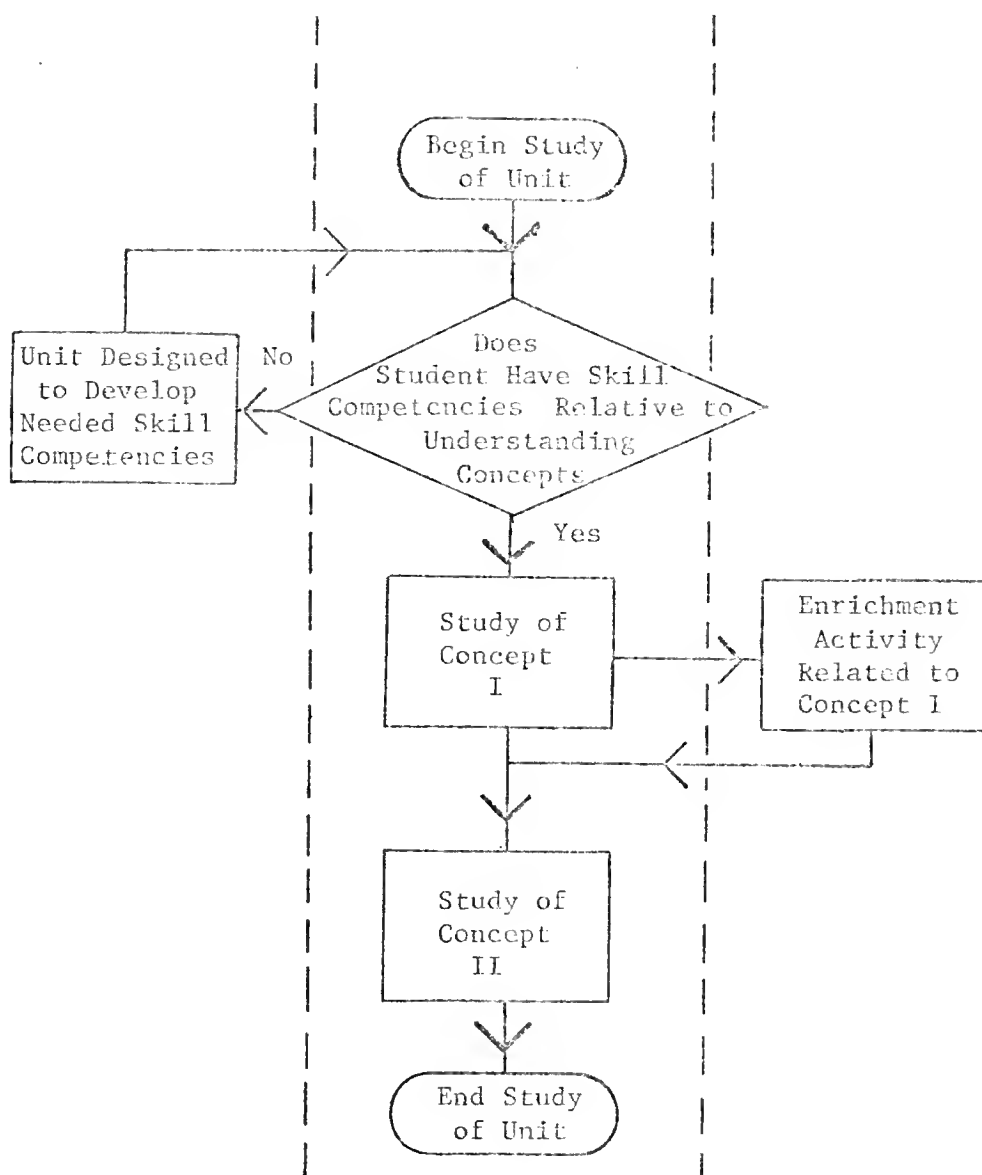 Begin Study
of Unit
Does
Student Have Skill
Competencies Relative to
Understanding
Concepts
No
Unit Designed
to Develop
Needed Skill
Competencies
Yes
Study of
Concept
I
Enrichment
Activity
Related to
Concept I
Study of
Concept
II
End Study
of Unit